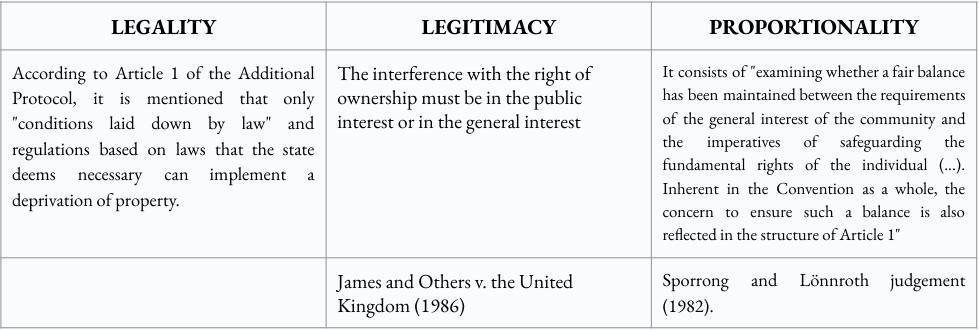 LEGALITY
LEGITIMACY
PROPORTIONALITY
According to Article 1 of the Additional
Protocol, it is mentioned that only
"conditions laid down by law" and
regulations based on laws that the state
deems necessary can implement a
deprivation of property.
The interference with the right of
ownership must be in the public
interest or in the general interest
It consists of "examining whether a fair balance
has been maintained between the requirements
of the general interest of the community and
the imperatives of safeguarding the
fundamental rights of the individual (...).
Inherent in the Convention as a whole, the
concern to ensure such a balance is also
reflected in the structure of Article 1"
James and Others v. the United
Kingdom (1986)
Sporrong and Lönnroth judgement
(1982).